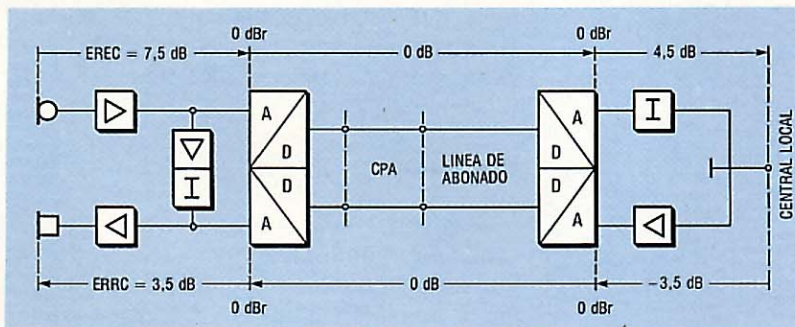 0 dBr 0 dBr
EREC = 7,5 dB 0 dB 4,5 dB
A A
D CPA LINEA DE D
D ABONADO D
A A
CENTRAL LOCAL
ERRC = 3,5 dB 0 dB −3,5 dB
0 dBr 0 dBr